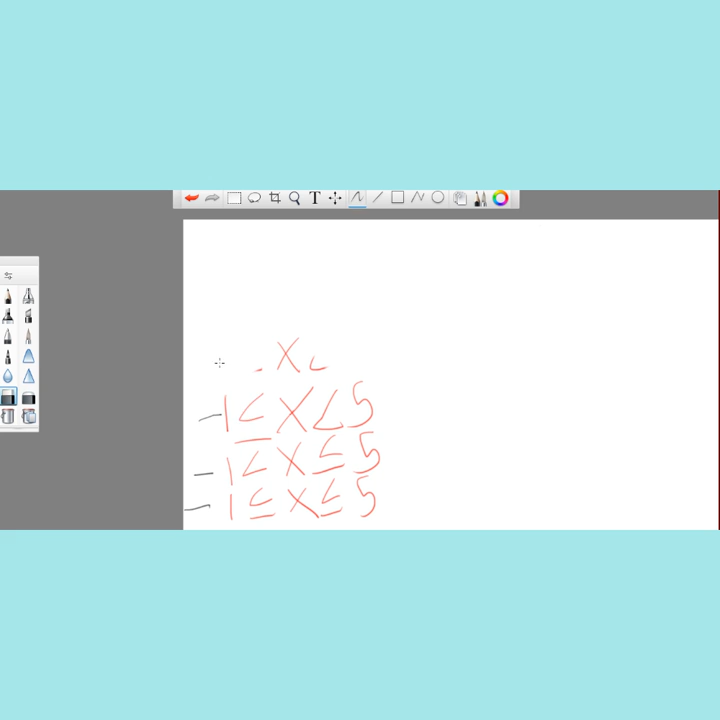 T
X
-1 ≤ X < 5
-1 < X ≤ 5
-1 ≤ X ≤ 5